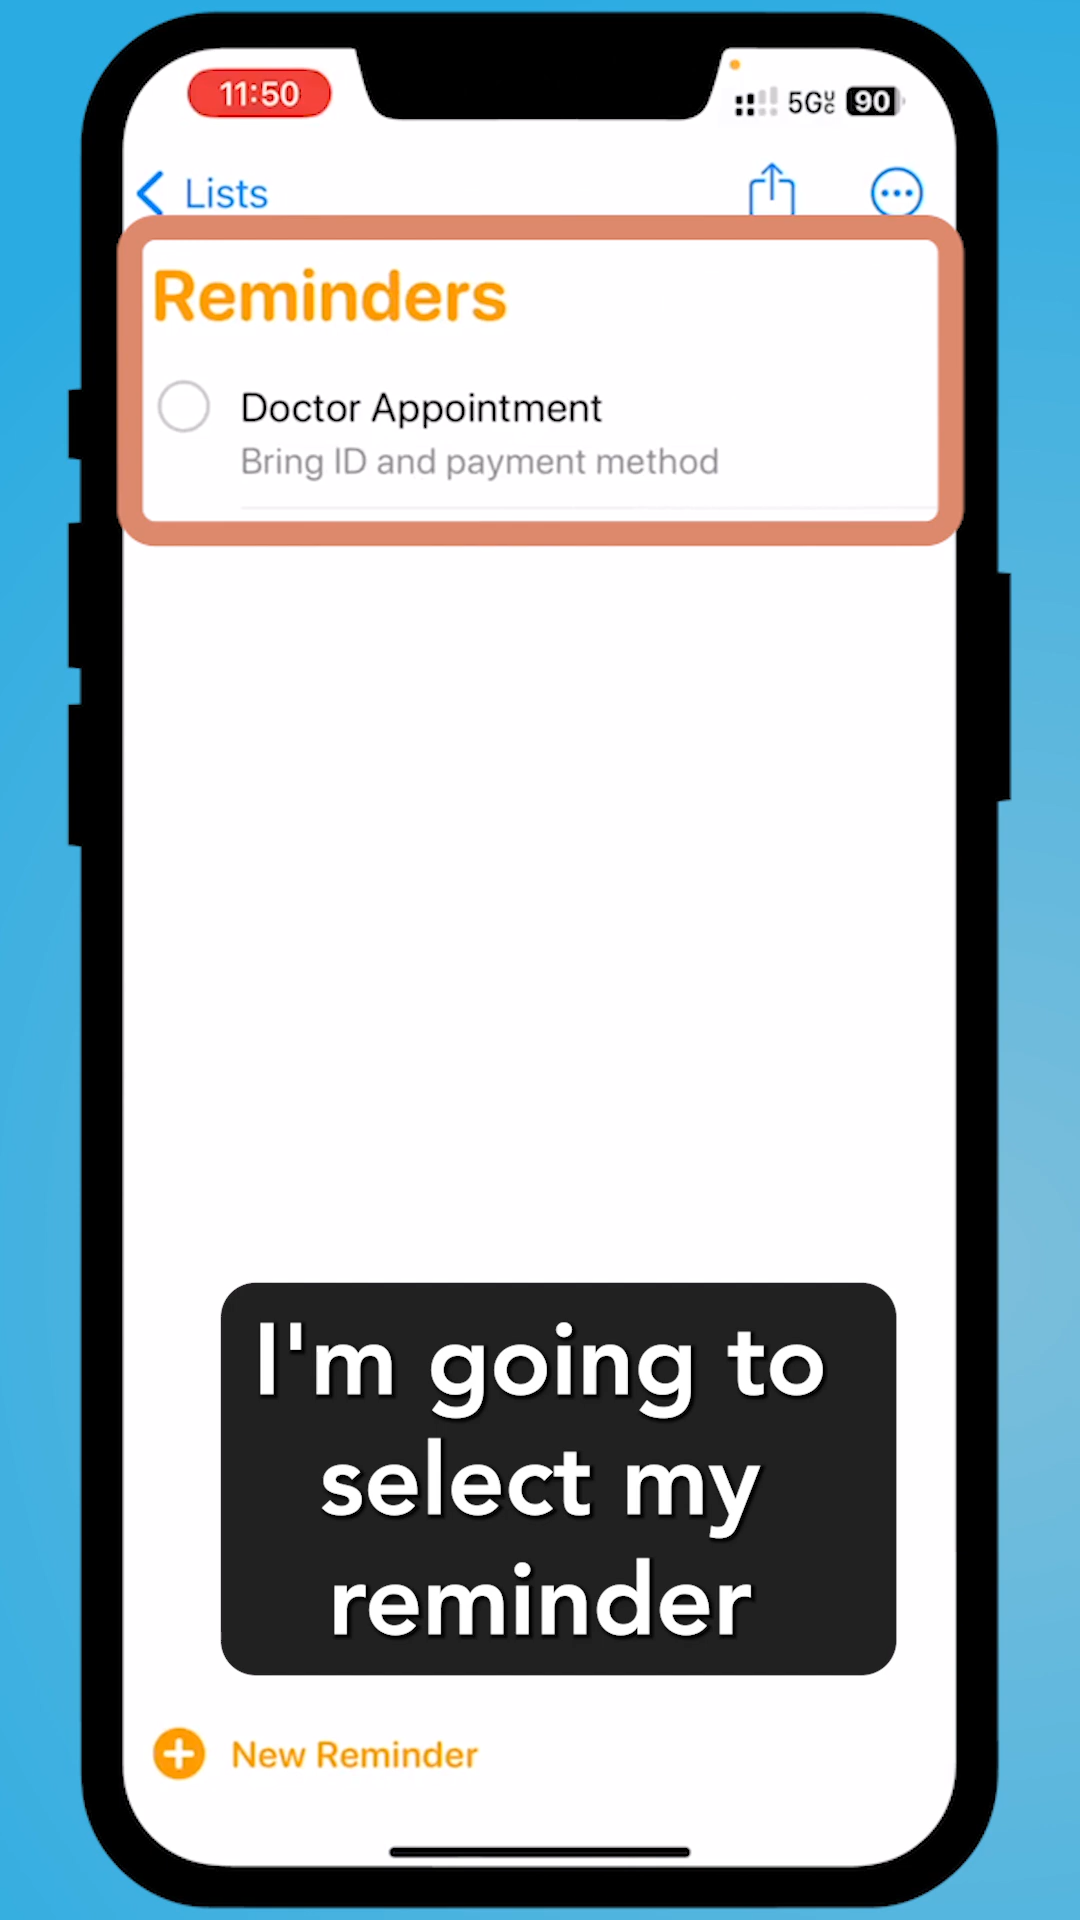 11:50
5GUC 90
Lists
Reminders
Doctor Appointment
Bring ID and payment method
I'm going to
select my
reminder
New Reminder